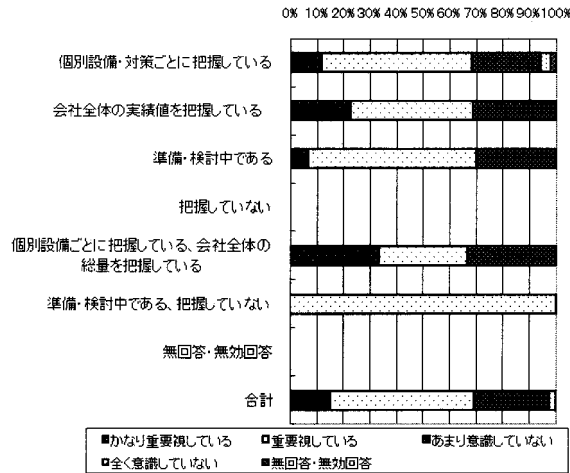 0% 10% 20% 30% 40% 50% 60% 70% 80% 90%100%
個別設備・対策ごとに把握している
会社全体の実績値を把握している
準備・検討中である
把握していない
個別設備ごとに把握している、会社全体の
総量を把握している
準備・検討中である、把握していない
無回答・無効回答
合計
■かなり重要視している □重要視している ■あまり意識していない
□全く意識していない ■無回答・無効回答